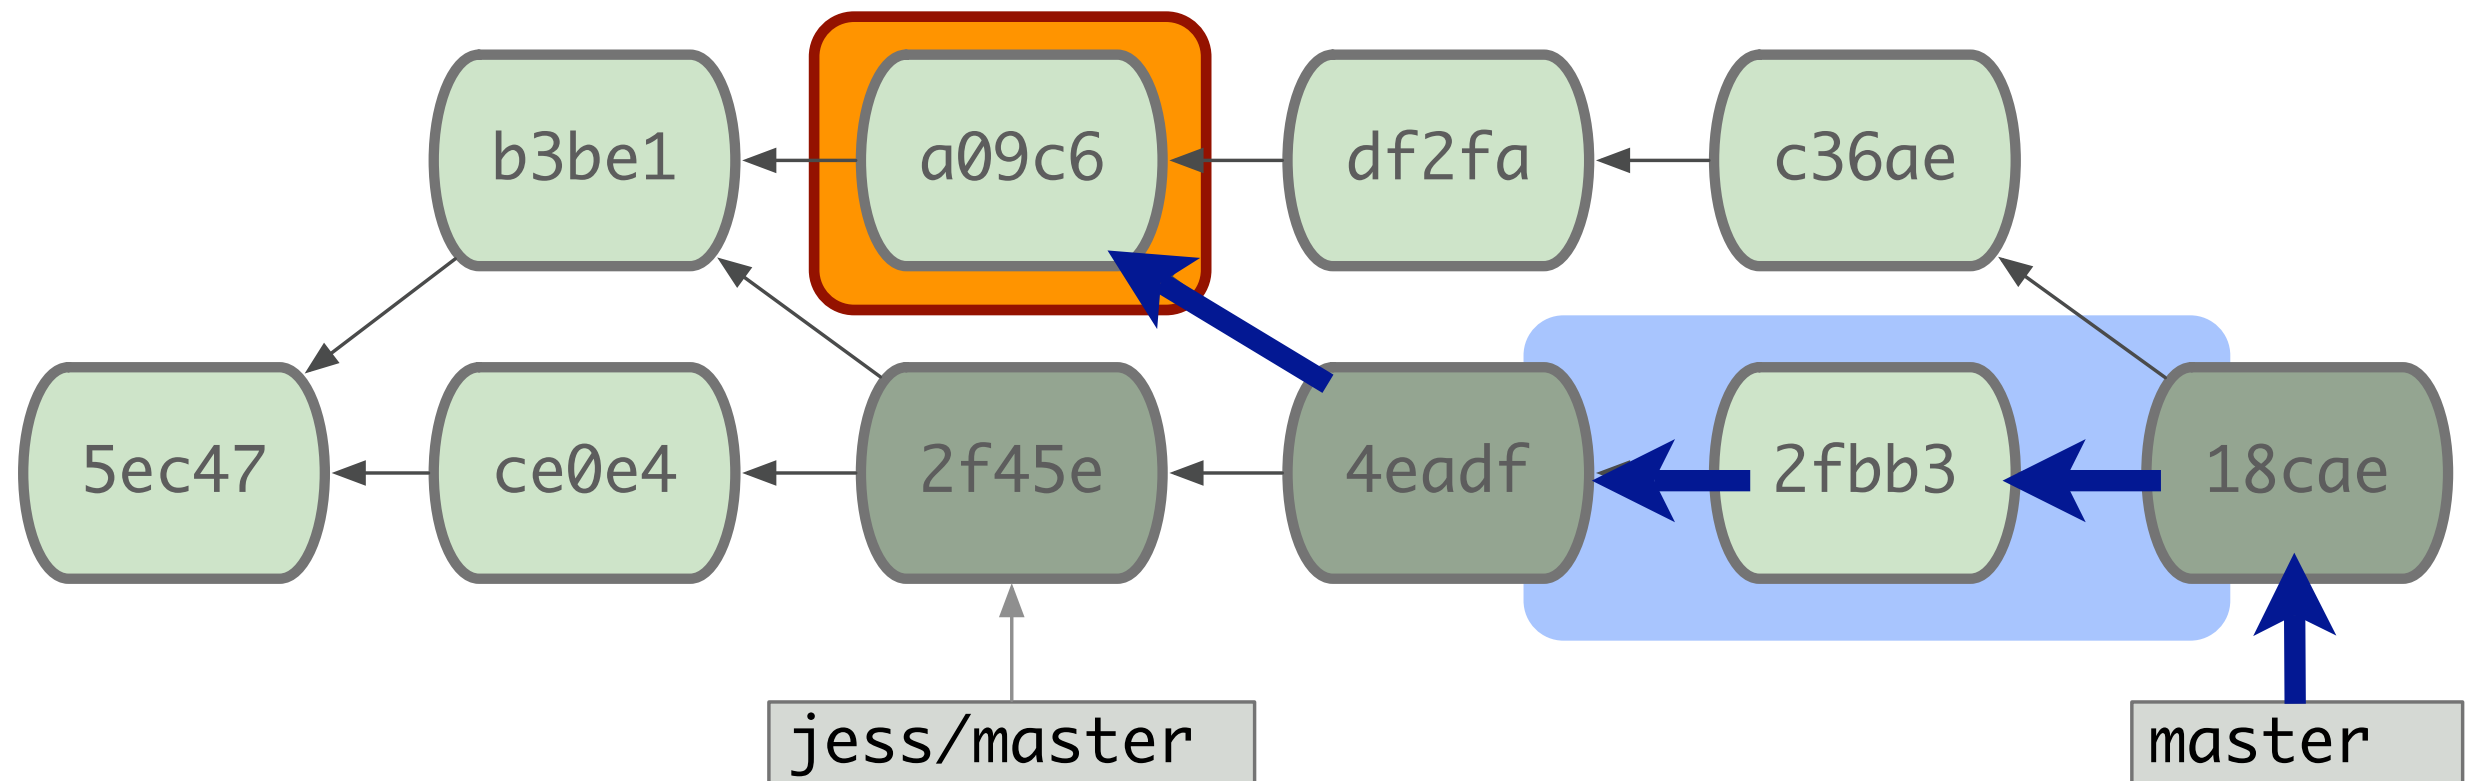 b3be1
a09c6
df2fa
c36ae
5ec47
ce0e4
2f45e
4eadf
2fbb3
18cae
jess/master
master